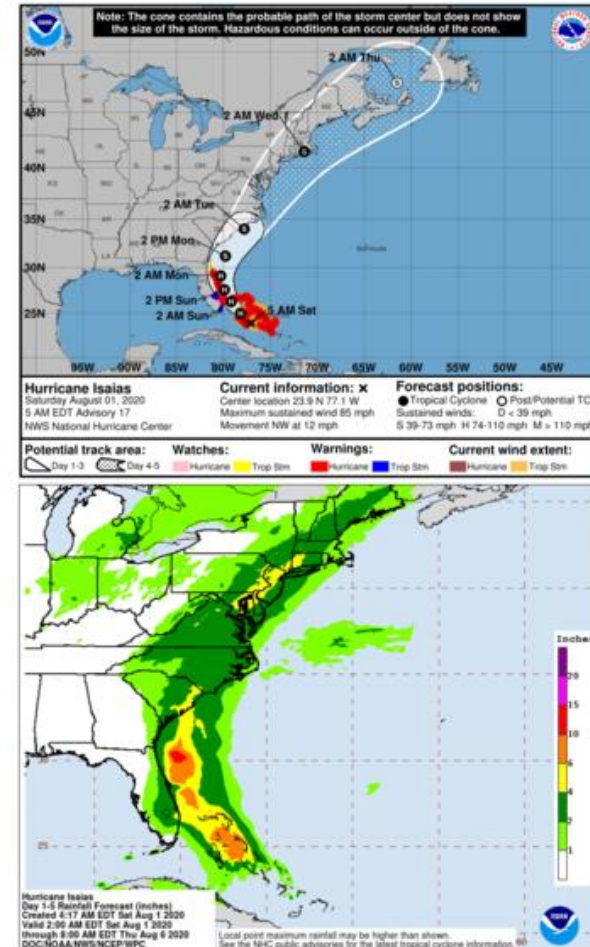 Note: The cone contains the probable path of the storm center but does not show
the size of the storm. Hazardous conditions can occur outside of the cone.
50N
2 AM Thu
45N
2 AM Wed
40N
2 AM Tue
35N
2 PM Mon
30N
2 AM Mon
2 PM Sun
5 AM Sat
25N
2 AM Sun
95W 90W 85W 80W 75W 70W 65W 60W 55W 50W 45W
Hurricane Isaias
Saturday August 01, 2020
5 AM EDT Advisory 17
NWS National Hurricane Center
Current information: x
Center location 23.9 N 77.1 W
Maximum sustained wind 85 mph
Movement NW at 12 mph
Forecast positions:
Tropical Cyclone Post/Potential TC
Sustained winds: D < 39 mph
S 39-73 mph H 74-110 mph M > 110 mph
Potential track area: Watches: Warnings: Current wind extent:
Day 1-3 Day 4-5 Hurricane Trop Stm Hurricane Trop Stm Hurricane Trop Stm
Inches
20
15
10
6
4
2
1
30
25
Hurricane Isaias
Day 1-5 Rainfall Forecast (inches)
Created 4:17 AM EDT Sat Aug 1 2020
Valid 2:00 AM EDT Sat Aug 1 2020
through 8:00 AM EDT Thu Aug 6 2020
DOC/NOAA/NWS/NCEP/WPC
Local point maximum rainfall may be higher than shown.
See the NHC public advisories for the latest tropical cyclone information.